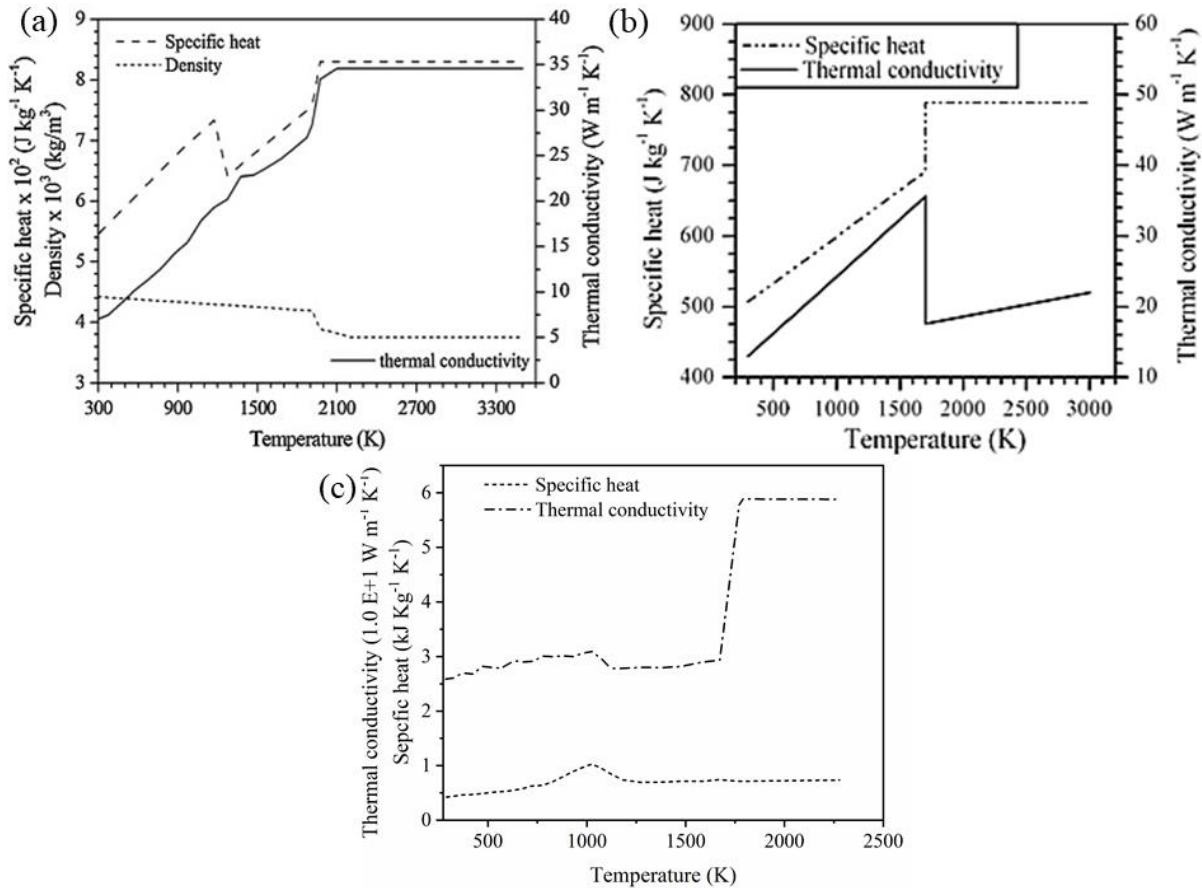 (a)
Specific heat x 10² (J kg⁻¹ K⁻¹)
Density x 10³ (kg/m³)
9
8
7
6
5
4
3
Specific heat
Density
thermal conductivity
40
35
30
25
20
15
10
5
0
Thermal conductivity (W m⁻¹ K⁻¹)
300 900 1500 2100 2700 3300
Temperature (K)
(b)
Specific heat (J kg⁻¹ K⁻¹)
900
800
700
600
500
400
Specific heat
Thermal conductivity
60
50
40
30
20
10
Thermal conductivity (W m⁻¹ K⁻¹)
500 1000 1500 2000 2500 3000
Temperature (K)
(c)
Thermal conductivity (1.0 E+1 W m⁻¹ K⁻¹)
Sepcfic heat (kJ Kg⁻¹ K⁻¹)
6
5
4
3
2
1
0
Specific heat
Thermal conductivity
500 1000 1500 2000 2500
Temperature (K)